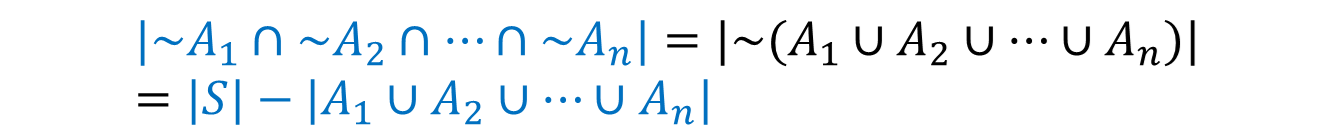 |~A₁ ∩ ~A₂ ∩ ⋯ ∩ ~Aₙ| = |~(A₁ ∪ A₂ ∪ ⋯ ∪ Aₙ)|
= |S| − |A₁ ∪ A₂ ∪ ⋯ ∪ Aₙ|